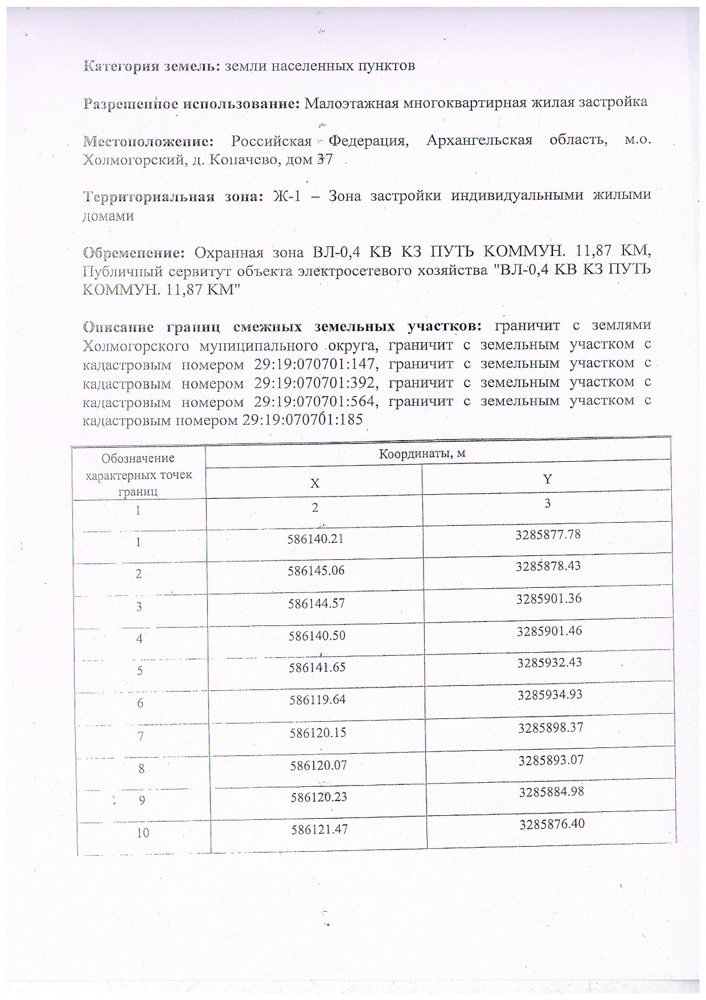 Категория земель: земли населенных пунктов
Разрешенное использование: Малоэтажная многоквартирная жилая застройка
Местоположение: Российская Федерация, Архангельская область, м.о.
Холмогорский, д. Копачево, дом 37
Территориальная зона: Ж-1 – Зона застройки индивидуальными жилыми
домами
Обременение: Охранная зона ВЛ-0,4 КВ КЗ ПУТЬ КОММУН. 11,87 КМ,
Публичный сервитут объекта электросетевого хозяйства "ВЛ-0,4 КВ КЗ ПУТЬ
КОММУН. 11,87 КМ"
Описание границ смежных земельных участков: граничит с землями
Холмогорского муниципального округа, граничит с земельным участком с
кадастровым номером 29:19:070701:147, граничит с земельным участком с
кадастровым номером 29:19:070701:392, граничит с земельным участком с
кадастровым номером 29:19:070701:564, граничит с земельным участком с
кадастровым номером 29:19:070701:185
Обозначение
характерных точек
границ
Координаты, м
X Y
1 2 3
1 586140.21 3285877.78
2 586145.06 3285878.43
3 586144.57 3285901.36
4 586140.50 3285901.46
5 586141.65 3285932.43
6 586119.64 3285934.93
7 586120.15 3285898.37
8 586120.07 3285893.07
9 586120.23 3285884.98
10 586121.47 3285876.40